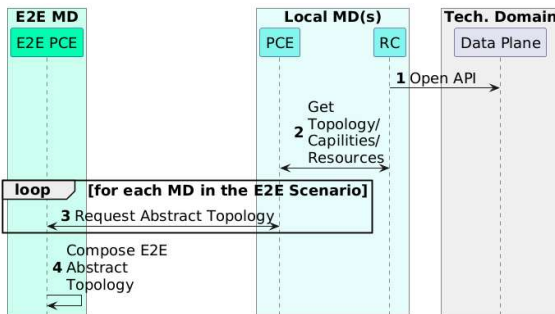 E2E MD
Local MD(s)
Tech. Domain
E2E PCE
PCE
RC
Data Plane
1 Open API
Get
Topology/
2 Capilities/
Resources
loop [for each MD in the E2E Scenario]
3 Request Abstract Topology
Compose E2E
4 Abstract
Topology